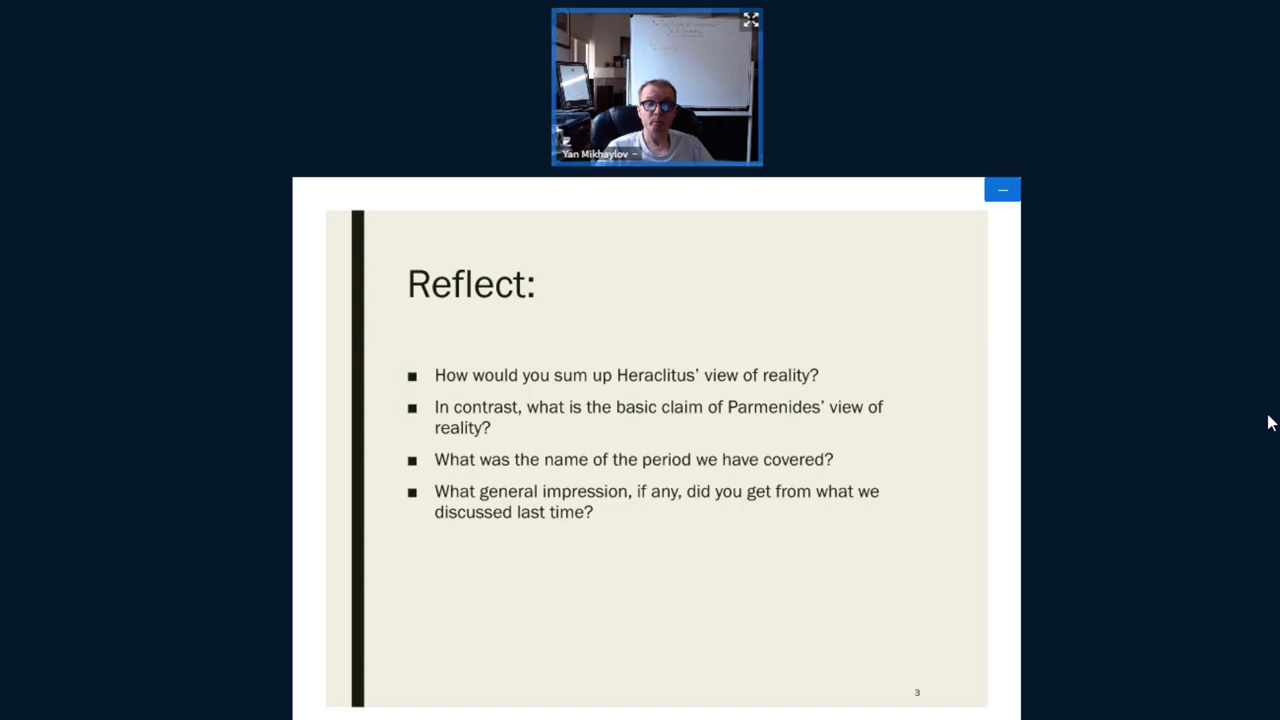 Yan Mikhaylov
Reflect:
■ How would you sum up Heraclitus’ view of reality?
■ In contrast, what is the basic claim of Parmenides’ view of
reality?
■ What was the name of the period we have covered?
■ What general impression, if any, did you get from what we
discussed last time?
3